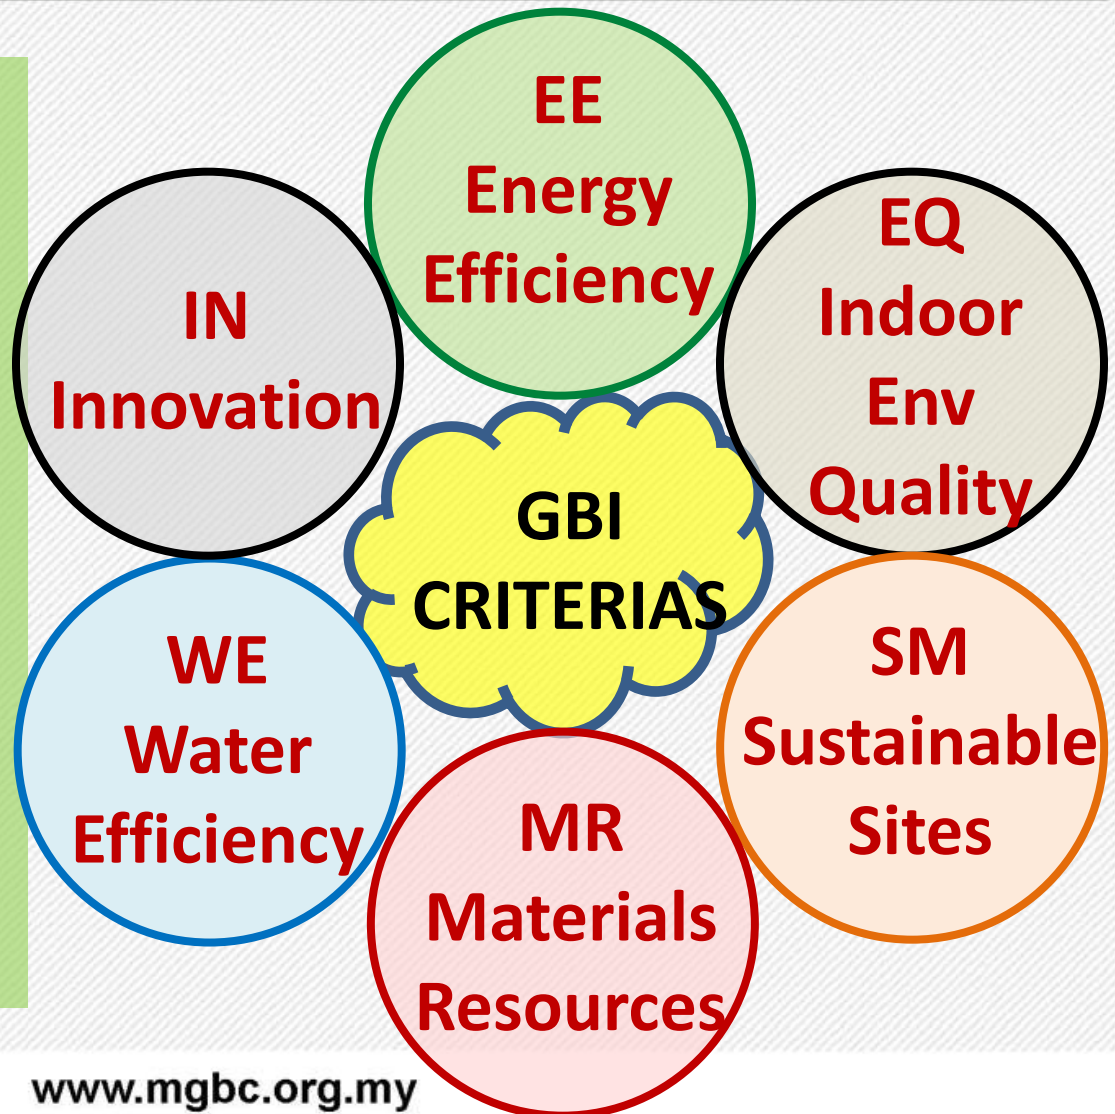 EE
Energy
Efficiency
EQ
Indoor
Env
Quality
IN
Innovation
GBI
CRITERIAS
WE
Water
Efficiency
SM
Sustainable
Sites
MR
Materials
Resources
www.mgbc.org.my